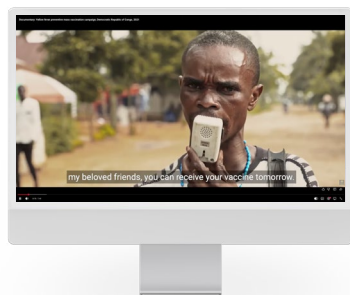 Documentary: Yellow fever preventive mass vaccination campaign, Democratic Republic of Congo, 2021
my beloved friends, you can receive your vaccine tomorrow.